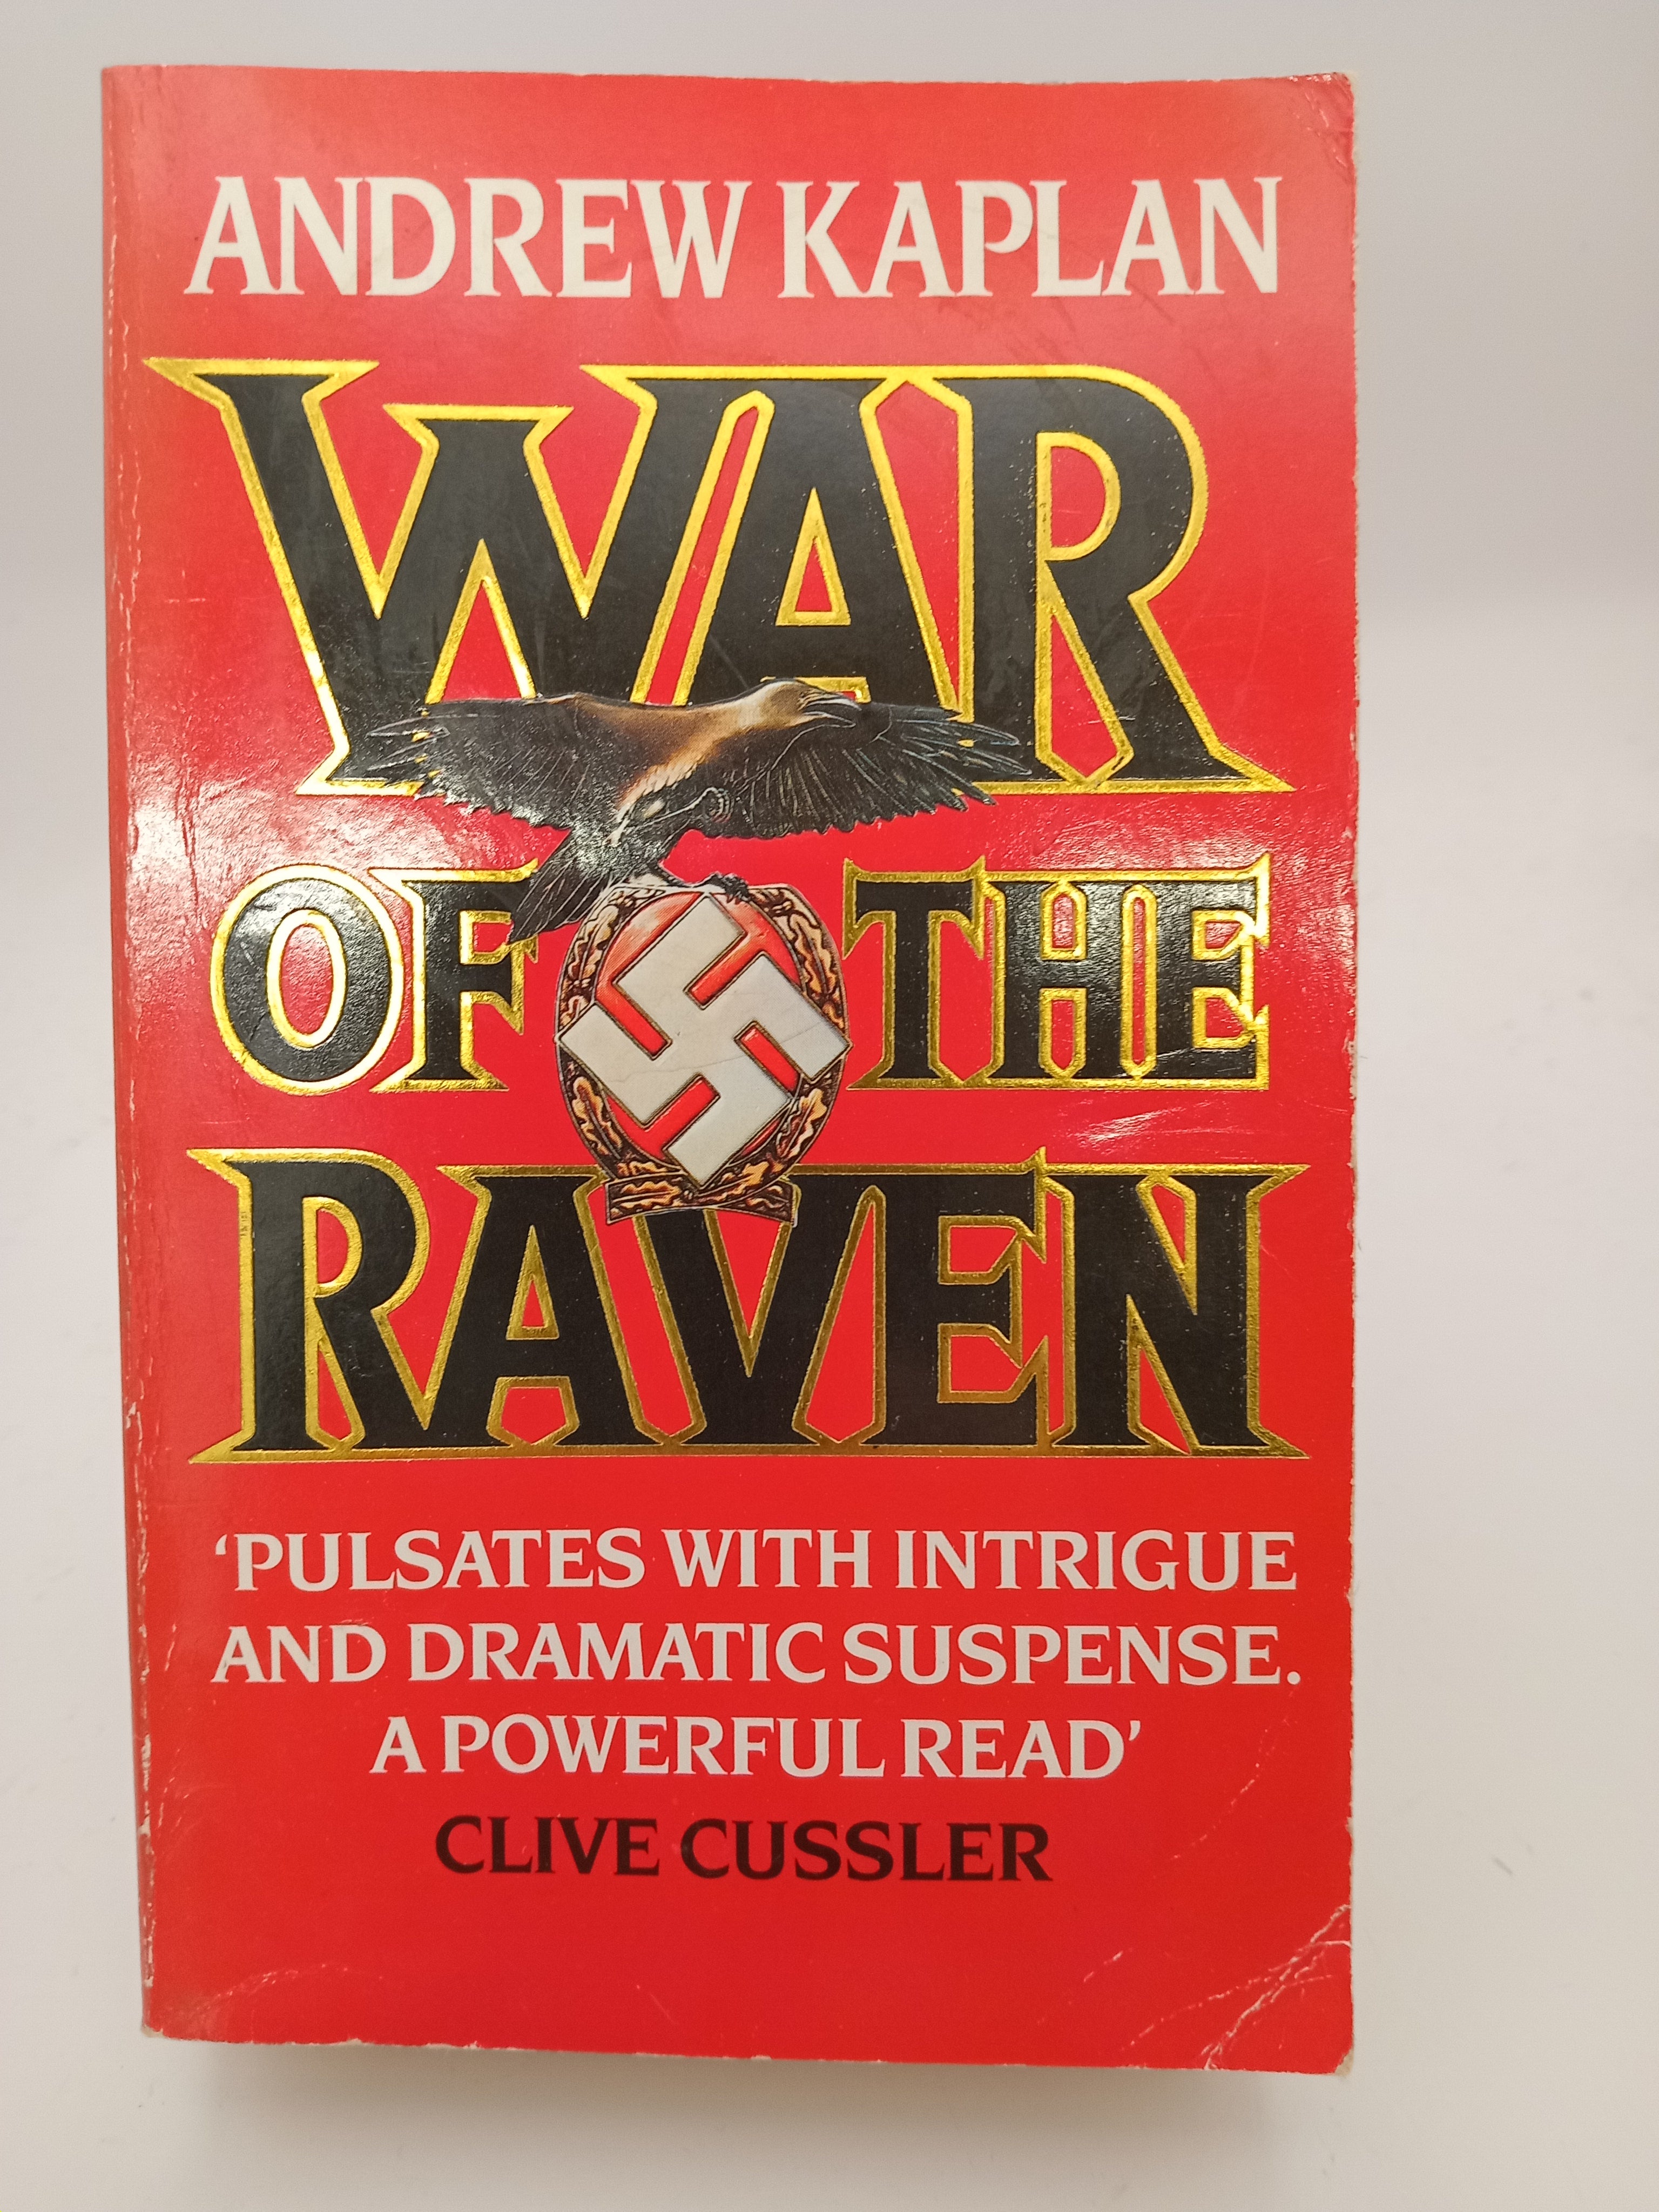 ANDREW KAPLAN
WAR
OF THE
RAVEN
‘PULSATES WITH INTRIGUE
AND DRAMATIC SUSPENSE.
A POWERFUL READ’
CLIVE CUSSLER